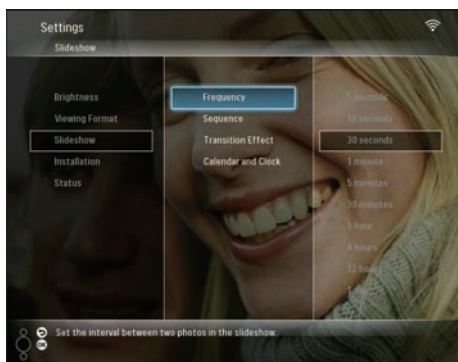 Settings
Slideshow
Brightness
Viewing Format
Slideshow
Installation
Status
Frequency
Sequence
Transition Effect
Calendar and Clock
5 seconds
10 seconds
30 seconds
1 minute
5 minutes
30 minutes
1 hour
4 hours
12 hours
Set the interval between two photos in the slideshow.
OK